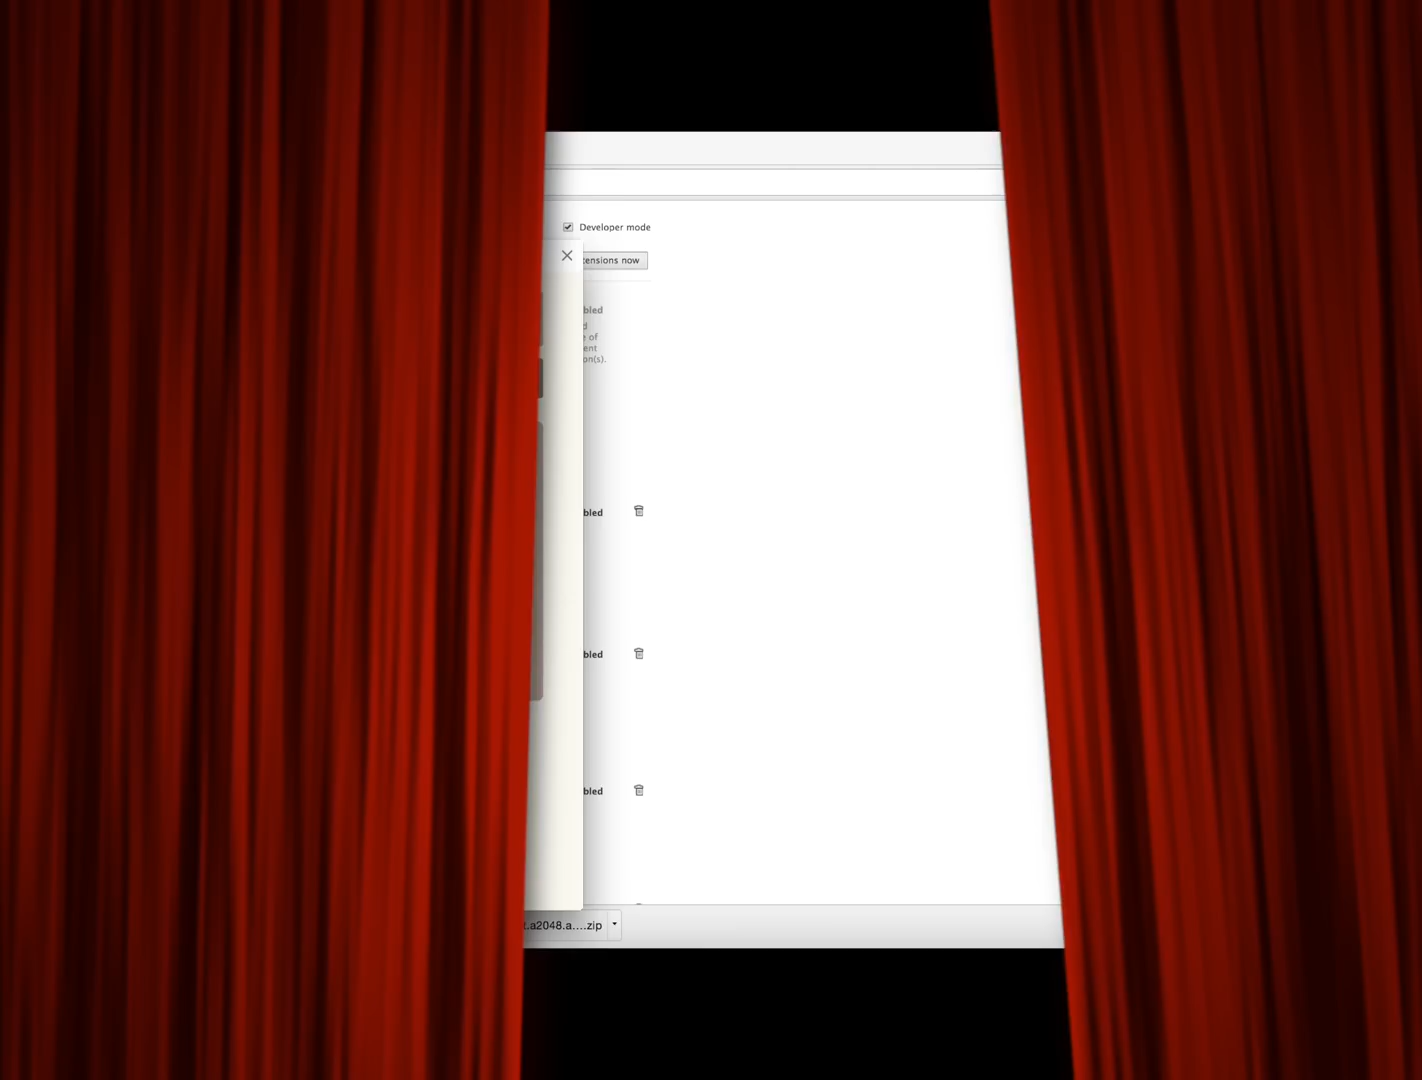 Developer mode
tensions now
bled
d
e of
ent
on(s).
bled
bled
bled
t.a2048.a....zip